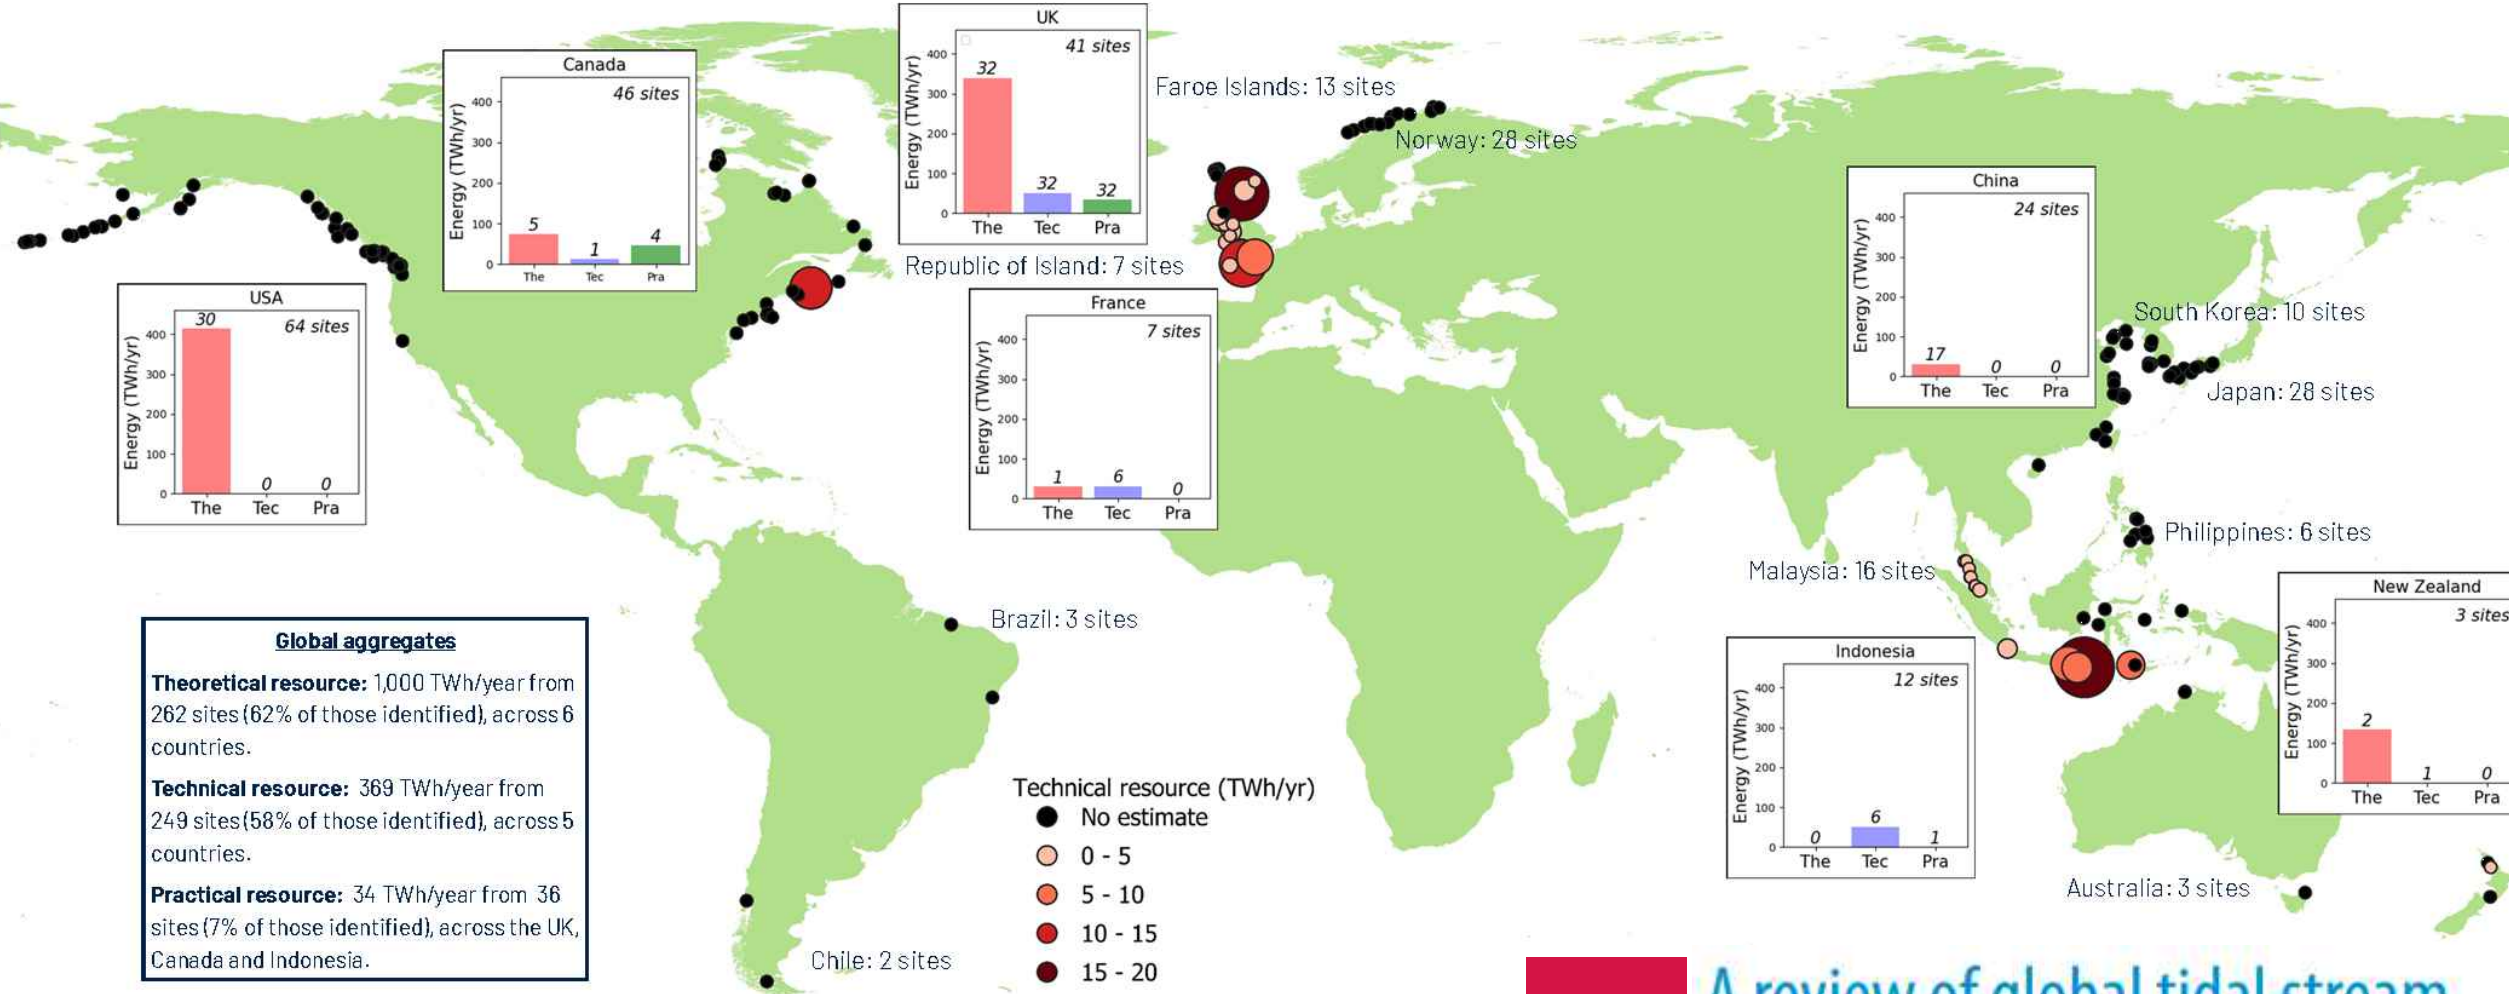 UK
41 sites
Energy (TWh/yr)
400
300
200
100
0
32
32
32
The Tec Pra
Canada
46 sites
Energy (TWh/yr)
400
300
200
100
0
5
1
4
The Tec Pra
Faroe Islands: 13 sites
Norway: 28 sites
China
24 sites
Energy (TWh/yr)
400
300
200
100
0
17
0
0
The Tec Pra
Republic of Island: 7 sites
USA
64 sites
Energy (TWh/yr)
400
300
200
100
0
30
0
0
The Tec Pra
France
7 sites
Energy (TWh/yr)
400
300
200
100
0
1
6
0
The Tec Pra
South Korea: 10 sites
Japan: 28 sites
Philippines: 6 sites
Malaysia: 16 sites
Brazil: 3 sites
New Zealand
3 sites
Energy (TWh/yr)
400
300
200
100
0
2
1
0
The Tec Pra
Indonesia
12 sites
Energy (TWh/yr)
400
300
200
100
0
0
6
1
The Tec Pra
Global aggregates
Theoretical resource: 1,000 TWh/year from
262 sites (62% of those identified), across 6
countries.
Technical resource: 369 TWh/year from
249 sites (58% of those identified), across 5
countries.
Practical resource: 34 TWh/year from 36
sites (7% of those identified), across the UK,
Canada and Indonesia.
Technical resource (TWh/yr)
No estimate
0 - 5
5 - 10
10 - 15
15 - 20
Australia: 3 sites
Chile: 2 sites
A review of global tidal stream